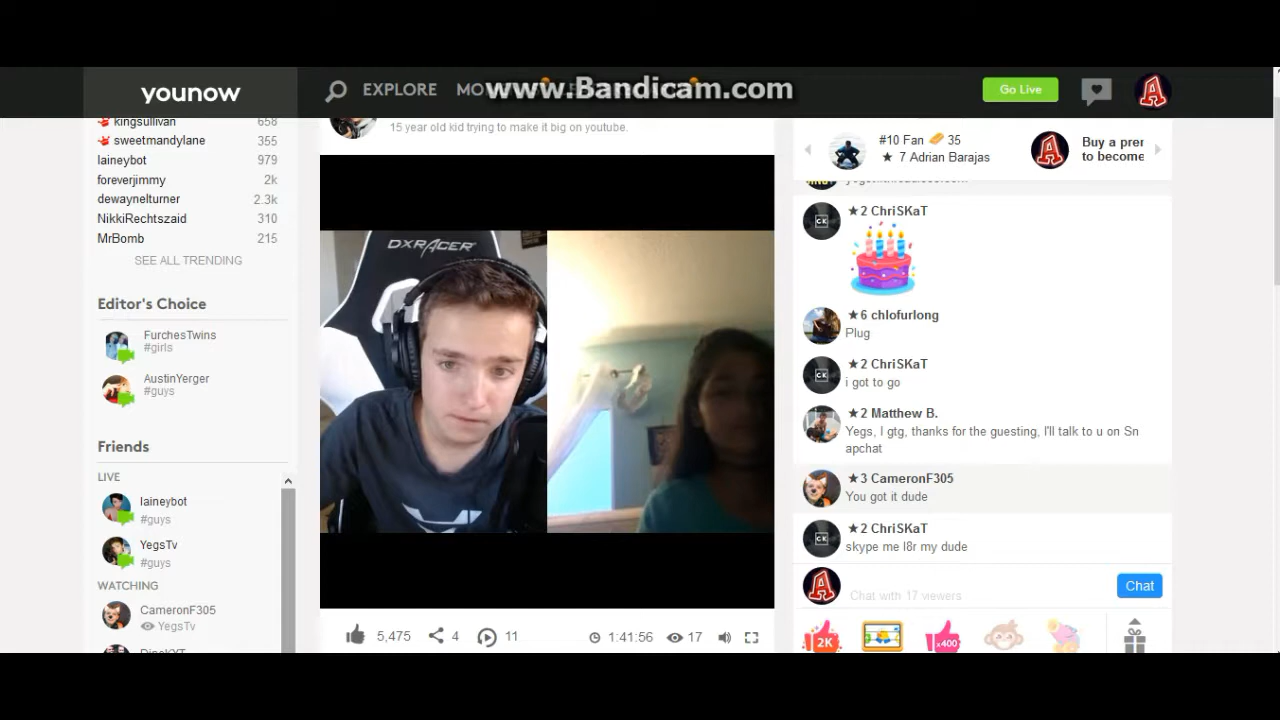 www.Bandicam.com
younow
EXPLORE
Go Live
kingsullivan 658
sweetmandylane 355
laineybot 979
foreverjimmy 2k
dewaynelturner 2.3k
NikkiRechtszaid 310
MrBomb 215
SEE ALL TRENDING
Editor's Choice
FurchesTwins
#girls
AustinYerger
#guys
Friends
LIVE
laineybot
#guys
YegsTv
#guys
WATCHING
CameronF305
YegsTv
15 year old kid trying to make it big on youtube.
DXRACER
5,475 4 11 1:41:56 17
#10 Fan 35
★ 7 Adrian Barajas
Buy a prer
to become
★2 ChriSKaT
CK
★6 chlofurlong
Plug
★2 ChriSKaT
CK
i got to go
★2 Matthew B.
Yegs, I gtg, thanks for the guesting, I'll talk to u on Sn
apchat
★3 CameronF305
You got it dude
★2 ChriSKaT
CK
skype me l8r my dude
Chat with 17 viewers
Chat
2K
x400